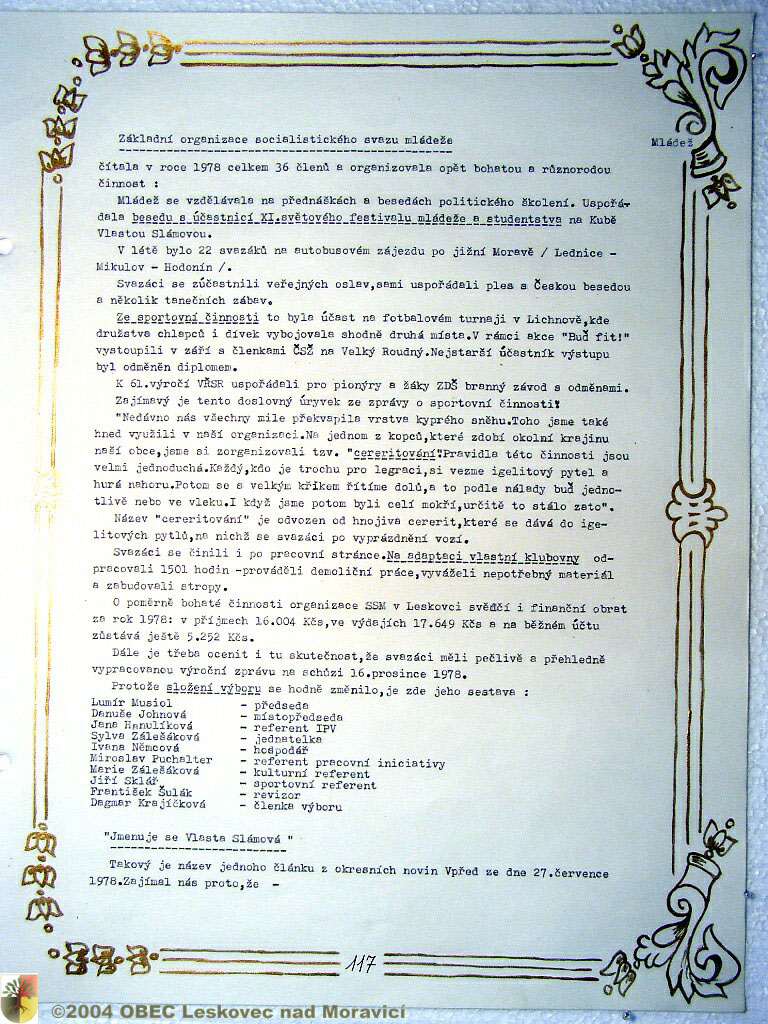 Základní organizace socialistického svazu mládeže
Mládež
čítala v roce 1978 celkem 36 členů a organizovala opět bohatou a různorodou
činnost :
Mládež se vzdělávala na přednáškách a besedách politického školení. Uspořá-
dala besedu s účastnicí XI.světového festivalu mládeže a studentstva na Kubě
Vlastou Slámovou.
V létě bylo 22 svazáků na autobusovém zájezdu po jižní Moravě / Lednice -
Mikulov - Hodonín /.
Svazáci se zúčastnili veřejných oslav,sami uspořádali ples s Českou besedou
a několik tanečních zábav.
Ze sportovní činnosti to byla účast na fotbalovém turnaji v Lichnově,kde
družstva chlapců i dívek vybojovala shodně druhá místa.V rámci akce "Buď fit!"
vystoupili v září s členkami ČSŽ na Velký Roudný.Nejstarší účastník výstupu
byl odměněn diplomem.
K 61.výročí VŘSR uspořádali pro pionýry a žáky ZDŠ branný závod s odměnami.
Zajímavý je tento doslovný úryvek ze zprávy o sportovní činnosti:
"Nedávno nás všechny mile překvapila vrstva kyprého sněhu.Toho jsme také
hned využili v naší organizaci.Na jednom z kopců,které zdobí okolní krajinu
naší obce,jsme si zorganizovali tzv. "cereritování".Pravidla této činnosti jsou
velmi jednoduchá.Každý,kdo je trochu pro legraci,si vezme igelitový pytel a
hurá nahoru.Potom se s velkým křikem řítíme dolů,a to podle nálady buď jedno-
tlivě nebo ve vleku.I když jsme potom byli celí mokří,určitě to stálo zato".
Název "cereritování" je odvozen od hnojiva cererit,které se dává do ige-
litových pytlů,na nichž se svazáci po vyprázdnění vozí.
Svazáci se činili i po pracovní stránce.Na adaptaci vlastní klubovny od-
pracovali 1501 hodin -prováděli demoliční práce,vyváželi nepotřebný materiál
a zabudovali stropy.
O poměrně bohaté činnosti organizace SSM v Leskovci svědčí i finanční obrat
za rok 1978: v příjmech 16.004 Kčs,ve výdajích 17.649 Kčs a na běžném účtu
zůstává ještě 5.252 Kčs.
Dále je třeba ocenit i tu skutečnost,že svazáci měli pečlivě a přehledně
vypracovanou výroční zprávu na schůzi 16.prosince 1978.
Protože složení výboru se hodně změnilo,je zde jeho sestava :
Lumír Musiol - předseda
Danuše Johnová - místopředseda
Jana Hanulíková - referent IPV
Sylva Zálešáková - jednatelka
Ivana Němcová - hospodář
Miroslav Puchalter - referent pracovní iniciativy
Marie Zálešáková - kulturní referent
Jiří Sklář - sportovní referent
František Šulák - revizor
Dagmar Krajíčková - členka výboru
"Jmenuje se Vlasta Slámová "
Takový je název jednoho článku z okresních novin Vpřed ze dne 27.července
1978.Zajímal nás proto,že -
117
©2004 OBEC Leskovec nad Moravicí